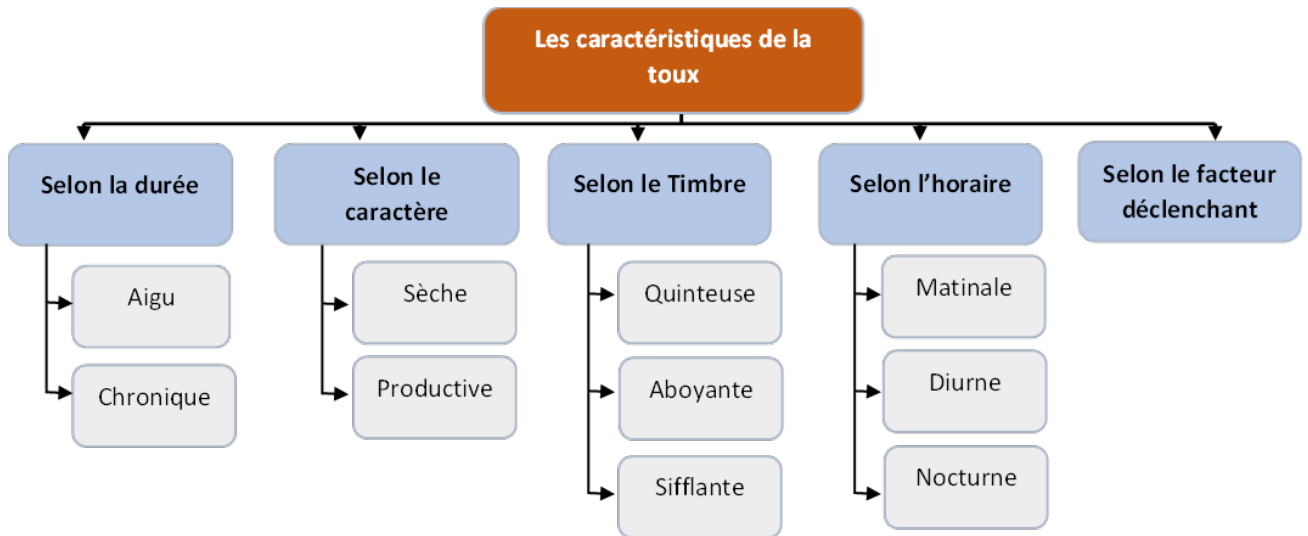 Les caractéristiques de la
toux
Selon la durée
Selon le
caractère
Selon le Timbre
Selon l’horaire
Selon le facteur
déclenchant
Aigu
Chronique
Sèche
Productive
Quinteuse
Aboyante
Sifflante
Matinale
Diurne
Nocturne